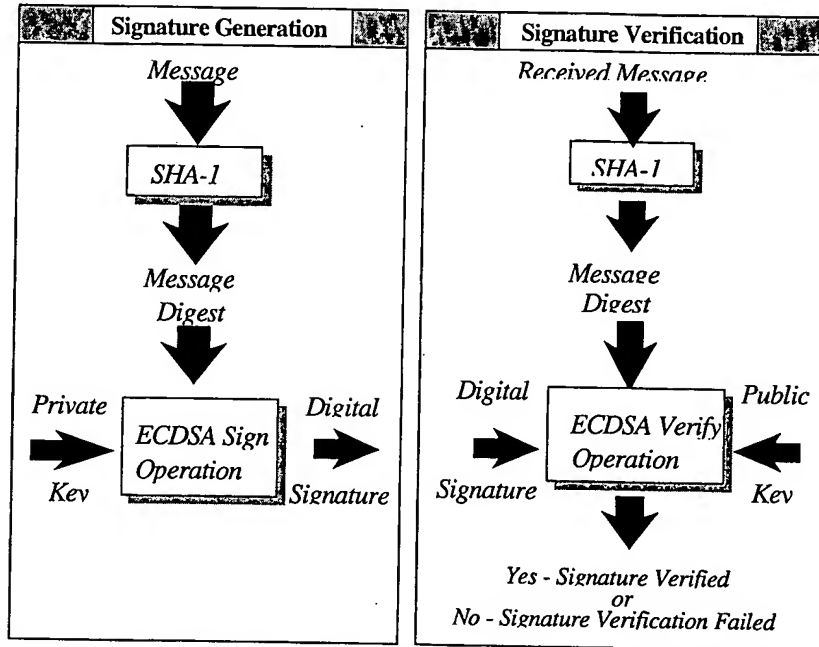 Signature Generation
Message
SHA-1
Message
Digest
Private
Key
ECDSA Sign
Operation
Digital
Signature
Signature Verification
Received Message
SHA-1
Message
Digest
Digital
Signature
ECDSA Verify
Operation
Public
Key
Yes - Signature Verified
or
No - Signature Verification Failed